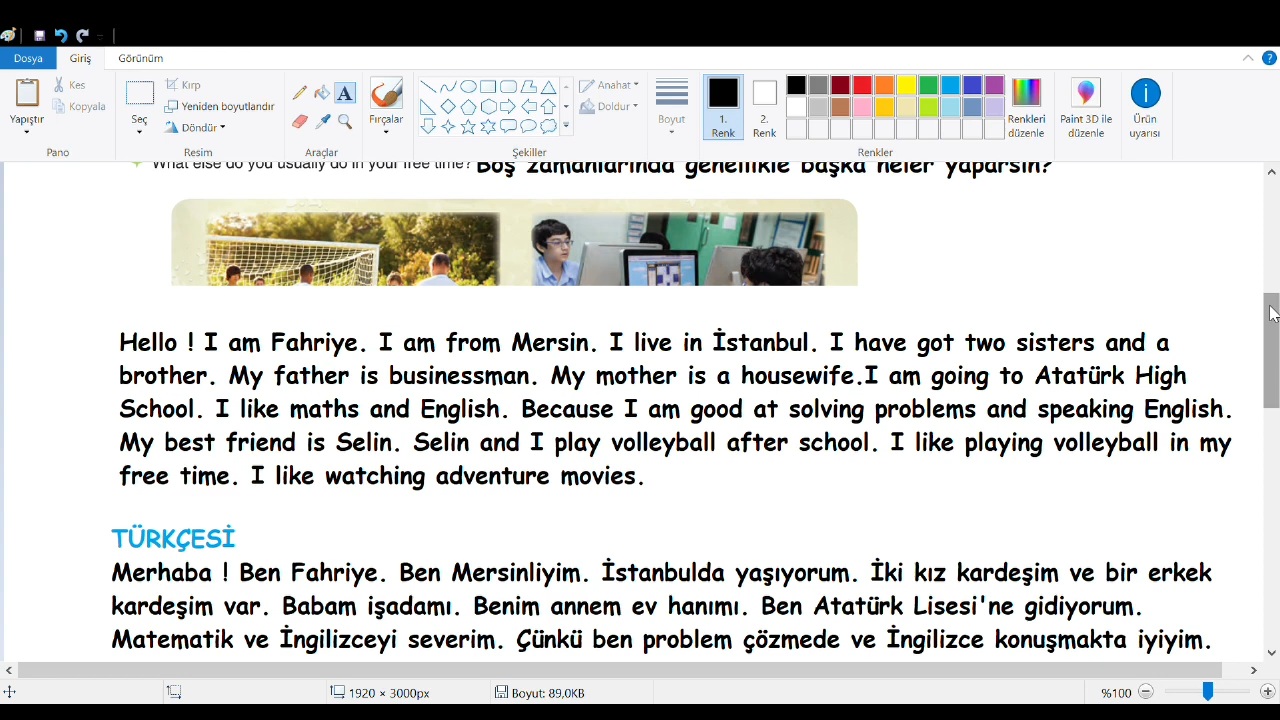 Dosya Giriş Görünüm
Yapıştır
Kes
Kopyala
Pano
Seç
Kırp
Yeniden boyutlandır
Döndür
Resim
A
Araçlar
Fırçalar
Anahat
Doldur
Şekiller
Boyut
1. Renk
2. Renk
Renkleri düzenle
Renkler
Paint 3D ile düzenle
Ürün uyarısı
What else do you usually do in your free time? Boş zamanlarında genellikle başka neler yaparsın?
Hello ! I am Fahriye. I am from Mersin. I live in İstanbul. I have got two sisters and a
brother. My father is businessman. My mother is a housewife.I am going to Atatürk High
School. I like maths and English. Because I am good at solving problems and speaking English.
My best friend is Selin. Selin and I play volleyball after school. I like playing volleyball in my
free time. I like watching adventure movies.
TÜRKÇESİ
Merhaba ! Ben Fahriye. Ben Mersinliyim. İstanbulda yaşıyorum. İki kız kardeşim ve bir erkek
kardeşim var. Babam işadamı. Benim annem ev hanımı. Ben Atatürk Lisesi'ne gidiyorum.
Matematik ve İngilizceyi severim. Çünkü ben problem çözmede ve İngilizce konuşmakta iyiyim.
1920 × 3000px
Boyut: 89,0KB
%100